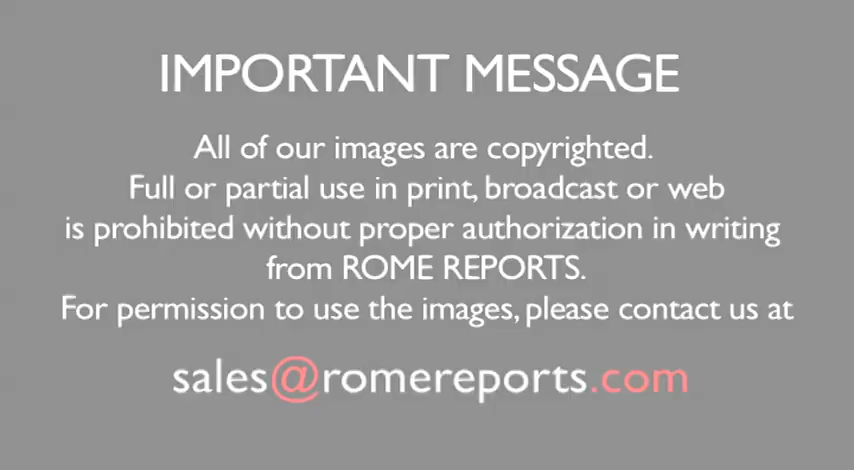 IMPORTANT MESSAGE
All of our images are copyrighted.
Full or partial use in print, broadcast or web
is prohibited without proper authorization in writing
from ROME REPORTS.
For permission to use the images, please contact us at
sales@romereports.com